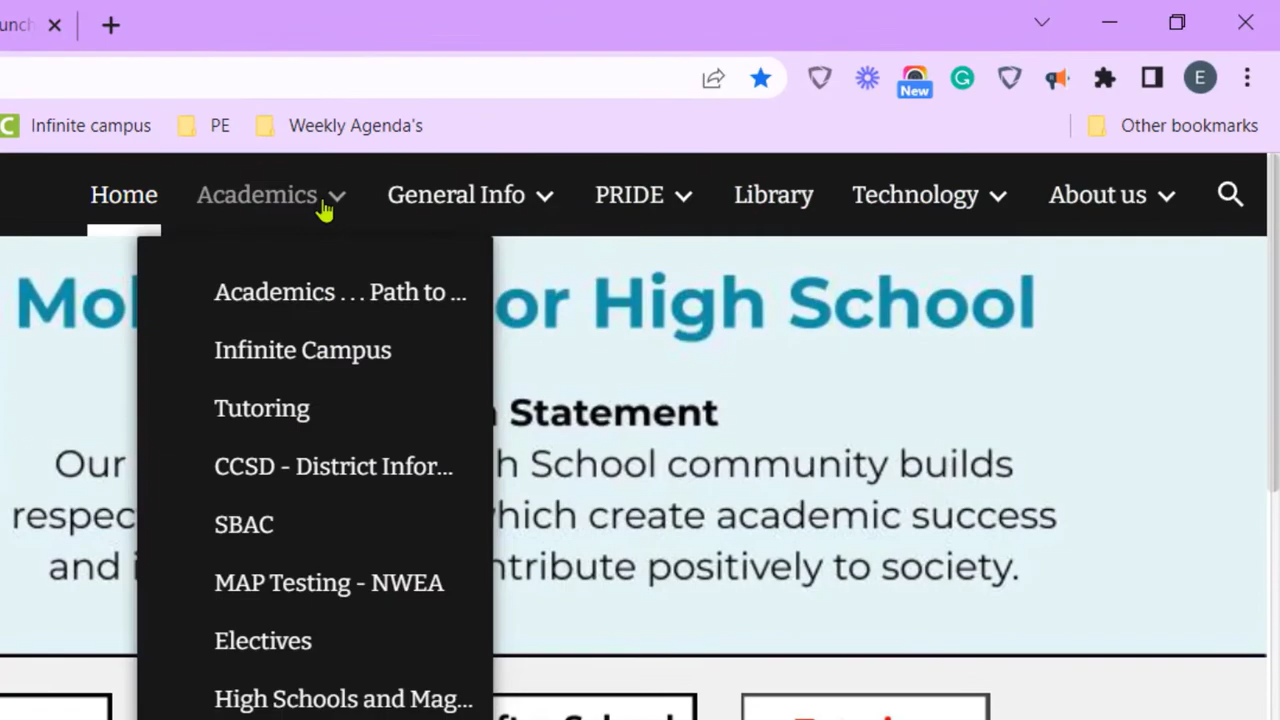 unch
New
E
Infinite campus PE Weekly Agenda's Other bookmarks
Home Academics General Info PRIDE Library Technology About us
Academics . . . Path to ...
Infinite Campus
Tutoring
CCSD - District Infor...
SBAC
MAP Testing - NWEA
Electives
High Schools and Mag...
or High School
Statement
Our h School community builds
respec which create academic success
and ntribute positively to society.
School